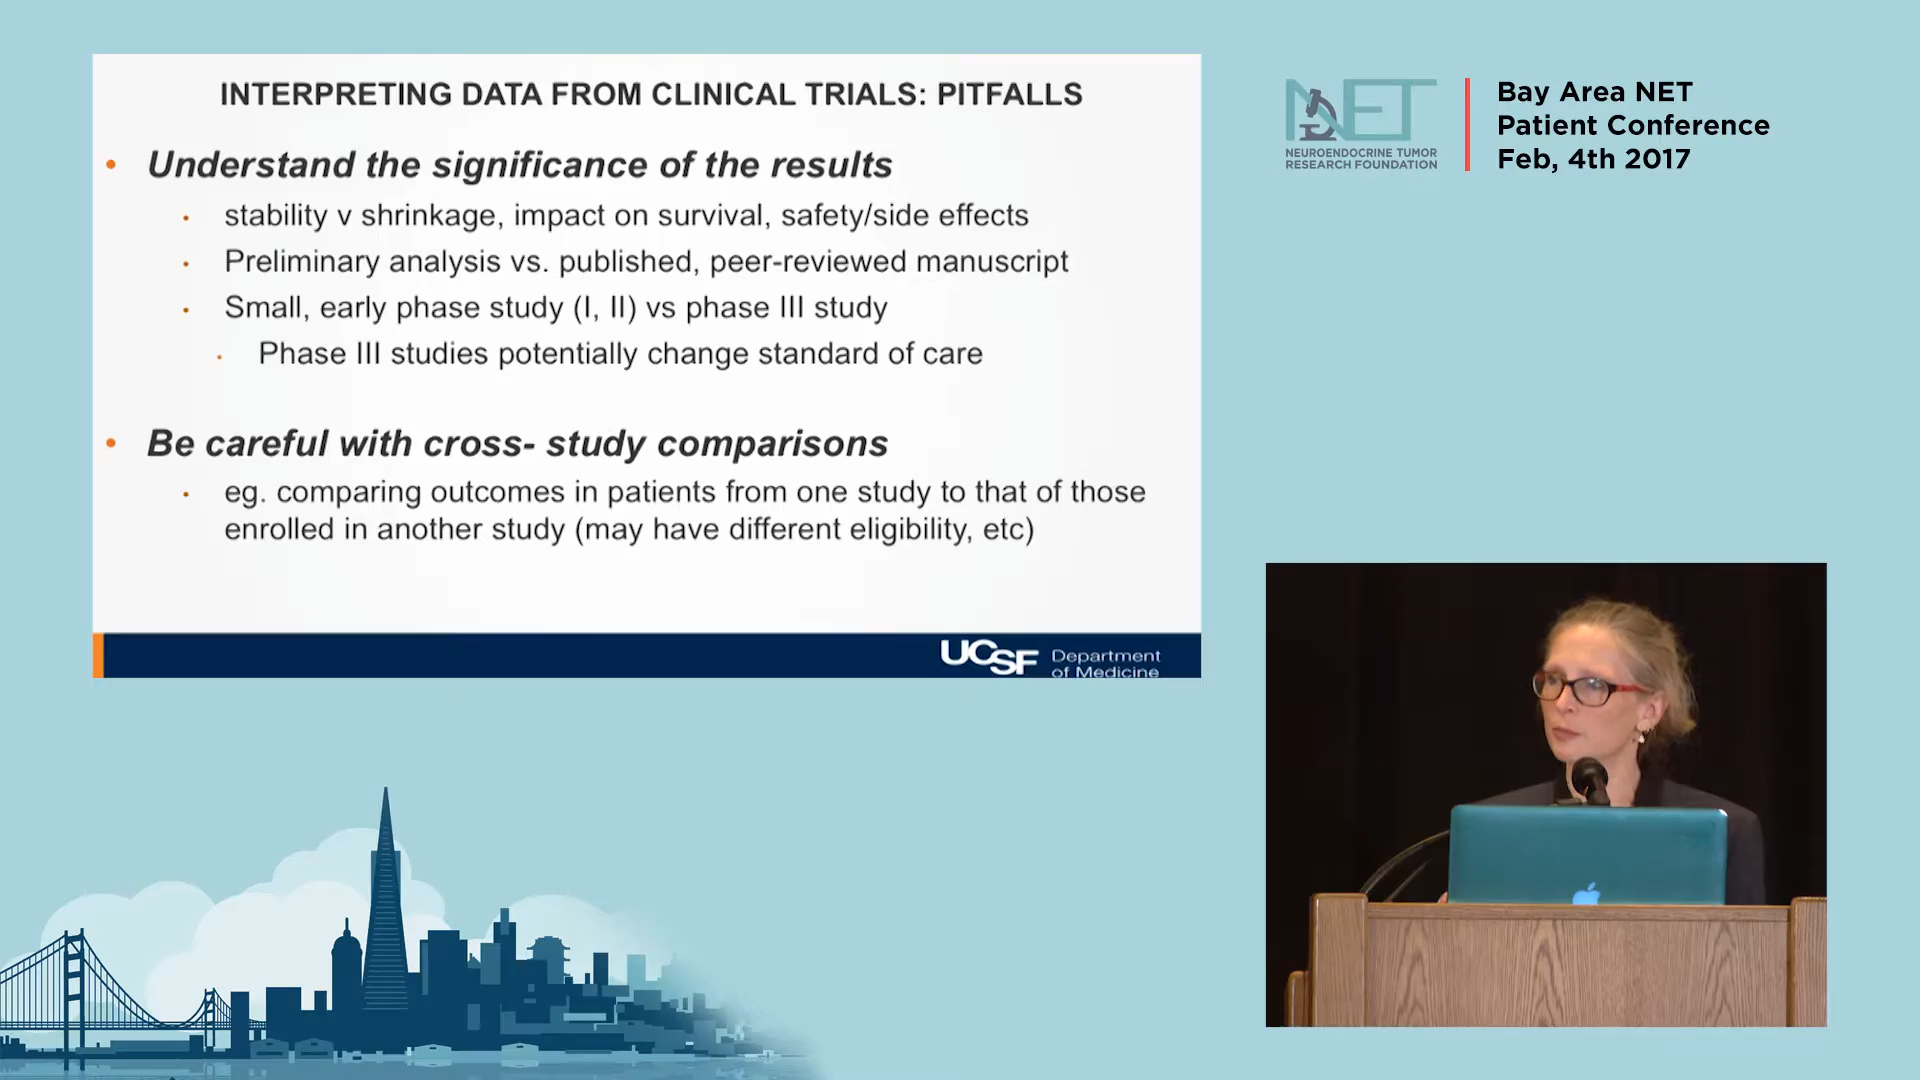 INTERPRETING DATA FROM CLINICAL TRIALS: PITFALLS
• Understand the significance of the results
• stability v shrinkage, impact on survival, safety/side effects
• Preliminary analysis vs. published, peer-reviewed manuscript
• Small, early phase study (I, II) vs phase III study
• Phase III studies potentially change standard of care
• Be careful with cross- study comparisons
• eg. comparing outcomes in patients from one study to that of those
enrolled in another study (may have different eligibility, etc)
UCSF Department
of Medicine
NET
NEUROENDOCRINE TUMOR
RESEARCH FOUNDATION
Bay Area NET
Patient Conference
Feb, 4th 2017